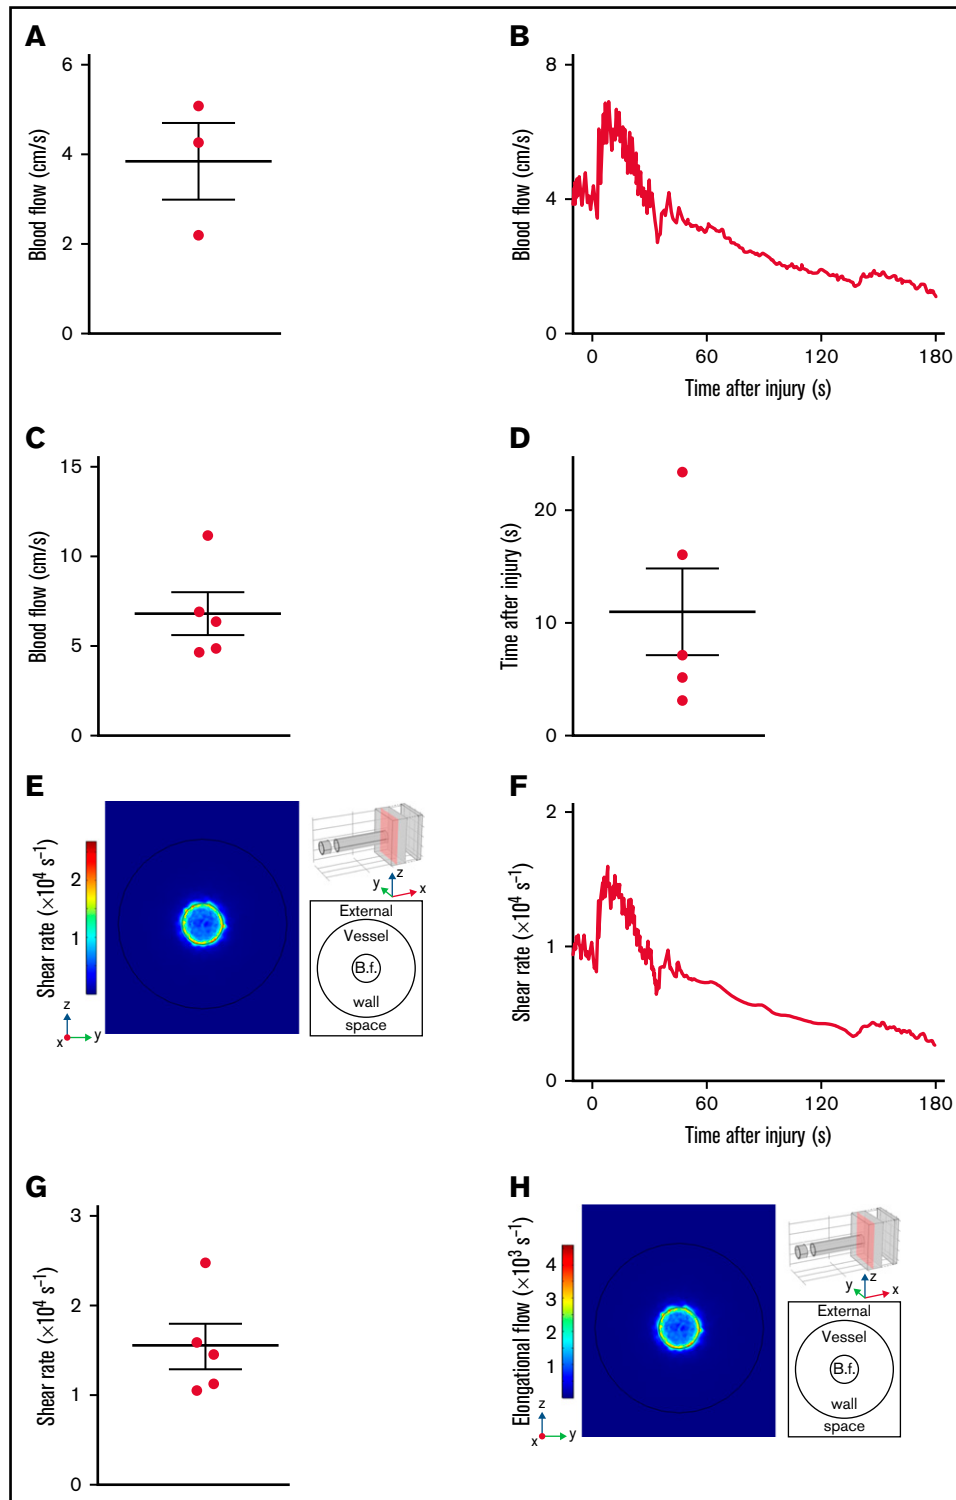 A
Blood flow (cm/s)
6
4
2
0
B
Blood flow (cm/s)
8
4
0
0 60 120 180
Time after injury (s)
C
Blood flow (cm/s)
15
10
5
0
D
Time after injury (s)
20
10
0
E
Shear rate (×10⁴ s⁻¹)
2
1
z
x y
z
y x
External
Vessel
B.f.
wall
space
F
Shear rate (×10⁴ s⁻¹)
2
1
0
0 60 120 180
Time after injury (s)
G
Shear rate (×10⁴ s⁻¹)
3
2
1
0
H
Elongational flow (×10³ s⁻¹)
4
3
2
1
z
x y
z
y x
External
Vessel
B.f.
wall
space